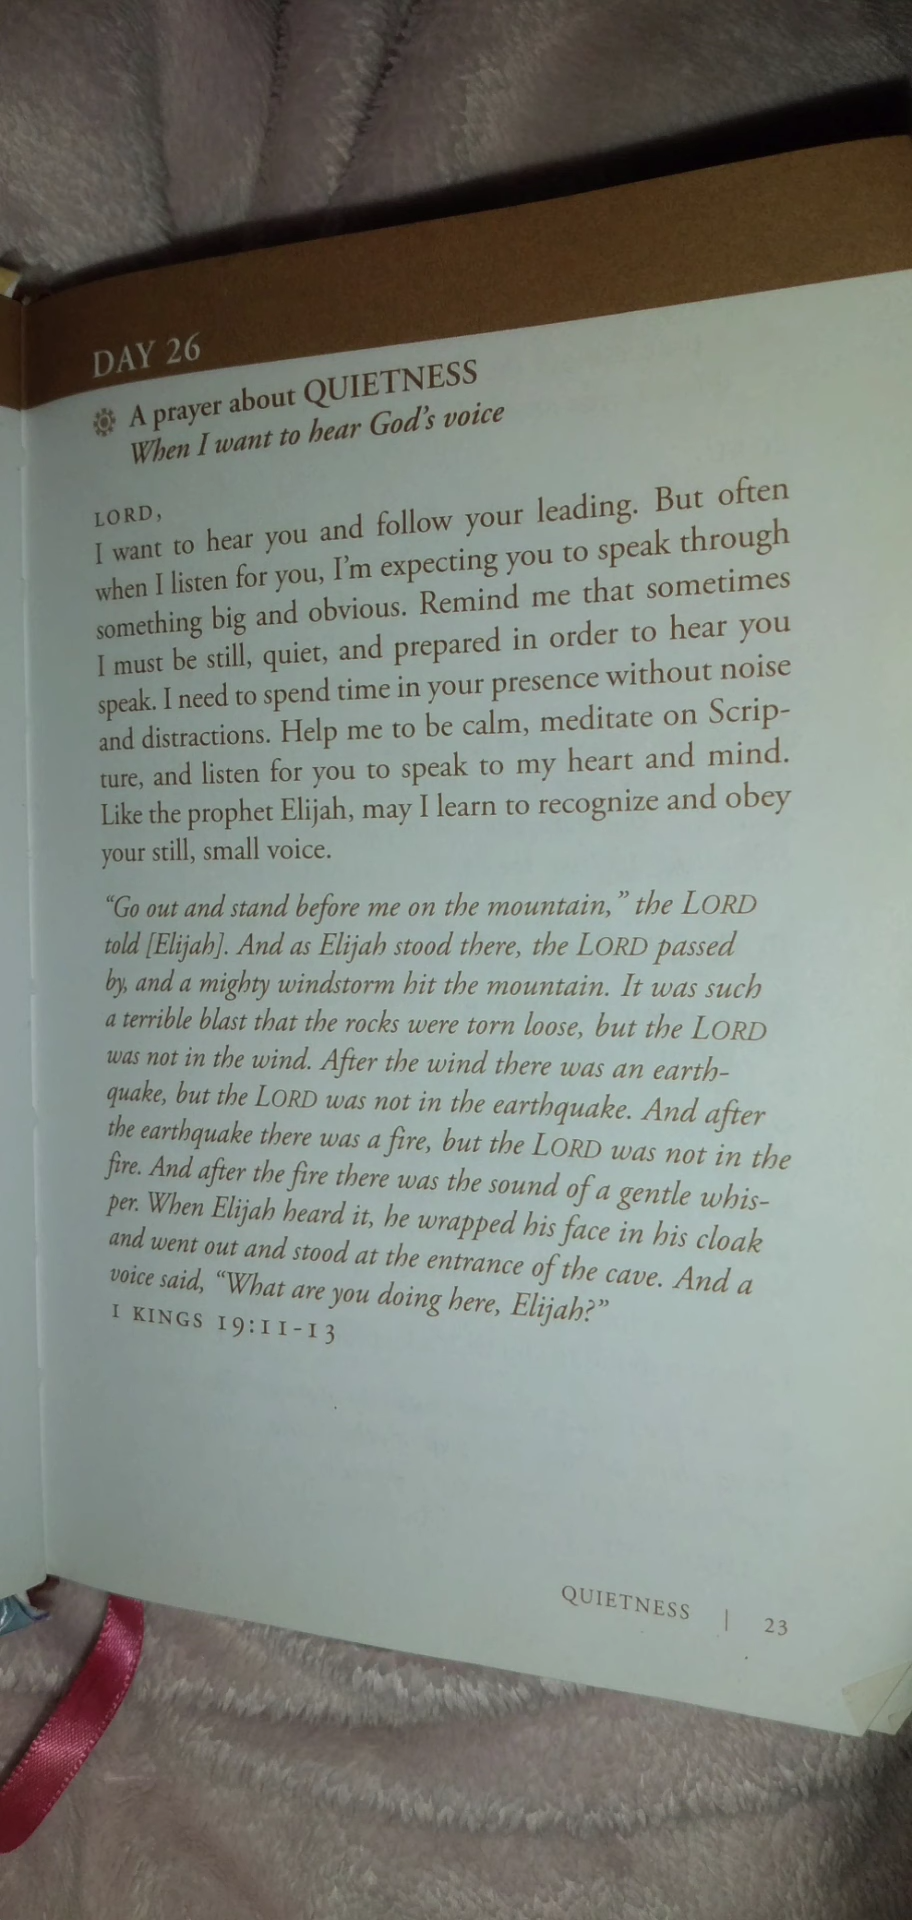 DAY 26
A prayer about QUIETNESS
When I want to hear God's voice
LORD,
I want to hear you and follow your leading. But often
when I listen for you, I'm expecting you to speak through
something big and obvious. Remind me that sometimes
I must be still, quiet, and prepared in order to hear you
speak. I need to spend time in your presence without noise
and distractions. Help me to be calm, meditate on Scrip-
ture, and listen for you to speak to my heart and mind.
Like the prophet Elijah, may I learn to recognize and obey
your still, small voice.
“Go out and stand before me on the mountain,” the LORD
told [Elijah]. And as Elijah stood there, the LORD passed
by, and a mighty windstorm hit the mountain. It was such
a terrible blast that the rocks were torn loose, but the LORD
was not in the wind. After the wind there was an earth-
quake, but the LORD was not in the earthquake. And after
the earthquake there was a fire, but the LORD was not in the
fire. And after the fire there was the sound of a gentle whis-
per. When Elijah heard it, he wrapped his face in his cloak
and went out and stood at the entrance of the cave. And a
voice said, “What are you doing here, Elijah?”
1 KINGS 19:11-13
QUIETNESS | 23